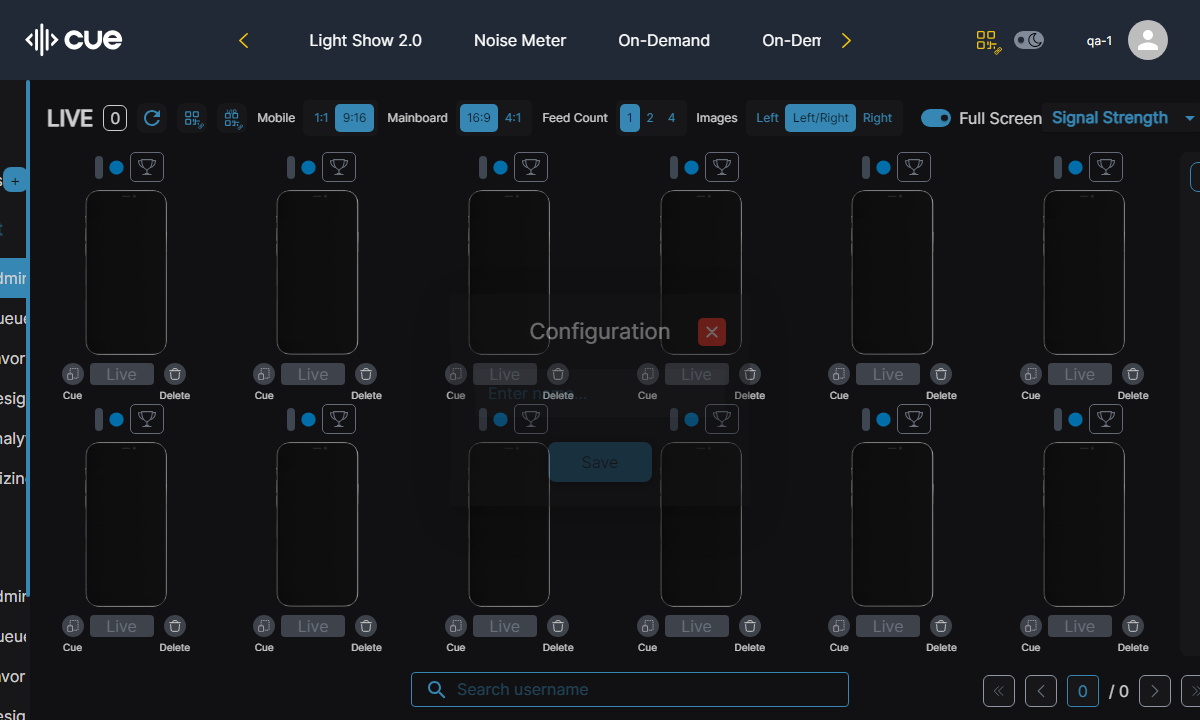 cue
Light Show 2.0
Noise Meter
On-Demand
On-Dem
qa-1
LIVE 0
Mobile 1:1 9:16
Mainboard 16:9 4:1
Feed Count 1 2 4
Images Left Left/Right Right
Full Screen
Signal Strength
dmin
ueue
avor
esig
naly
izing
dmin
ueue
avor
esig
Live Live Live Live Live Live
Cue Delete Cue Delete Cue Delete Cue Delete Cue Delete Cue Delete
Configuration
Enter
Save
Live Live Live Live Live Live
Cue Delete Cue Delete Cue Delete Cue Delete Cue Delete Cue Delete
Search username
0 / 0